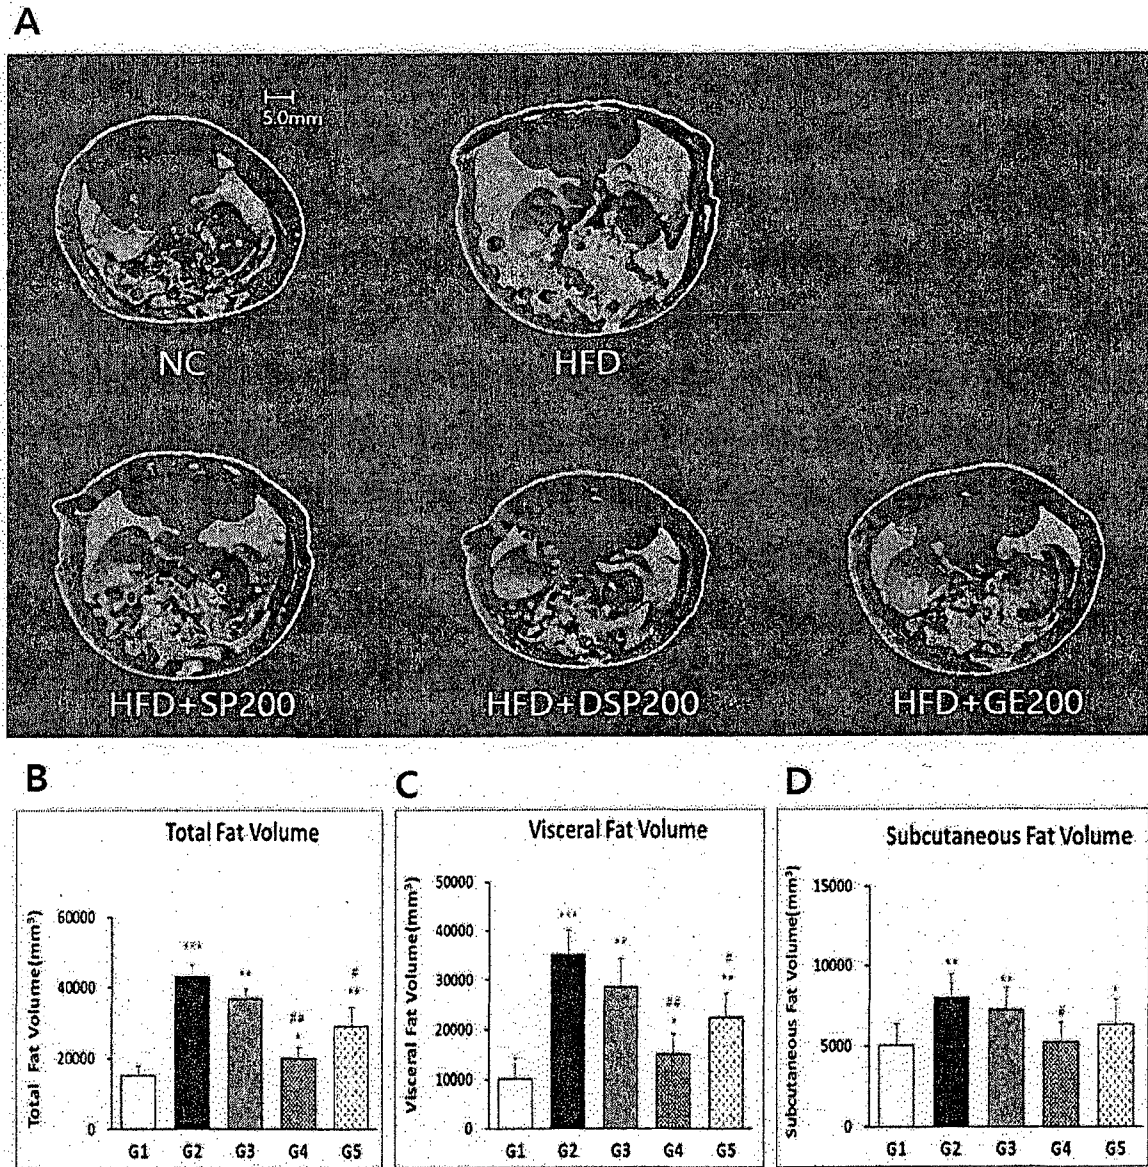 A
5.0mm
NC
HFD
HFD+SP200
HFD+DSP200
HFD+GE200
B
Total Fat Volume
Total Fat Volume(mm³)
60000
40000
20000
0
***
**
##
*
#
**
G1 G2 G3 G4 G5
C
Visceral Fat Volume
Visceral Fat Volume(mm³)
50000
40000
30000
20000
10000
0
***
**
##
*
#
**
G1 G2 G3 G4 G5
D
Subcutaneous Fat Volume
Subcutaneous Fat Volume(mm³)
15000
10000
5000
0
**
**
#
*
G1 G2 G3 G4 G5